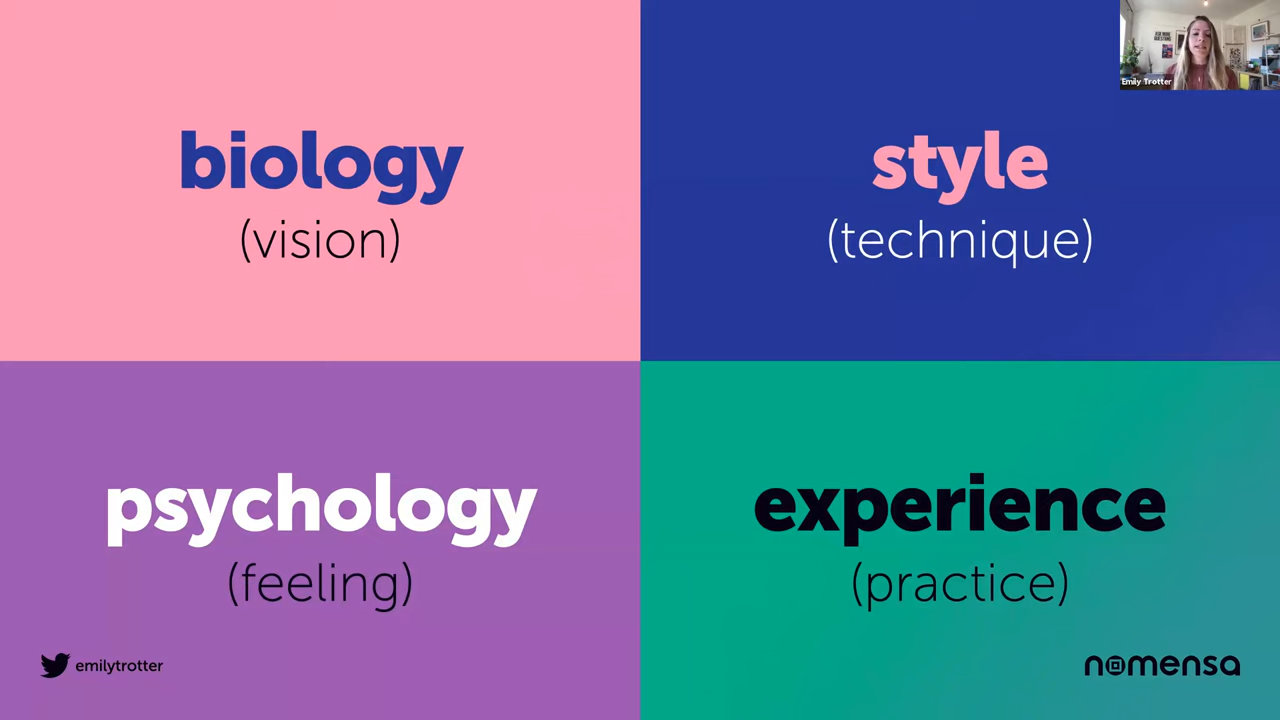 biology
(vision)
style
(technique)
Emily Trotter
psychology
(feeling)
experience
(practice)
emilytrotter
nomensa